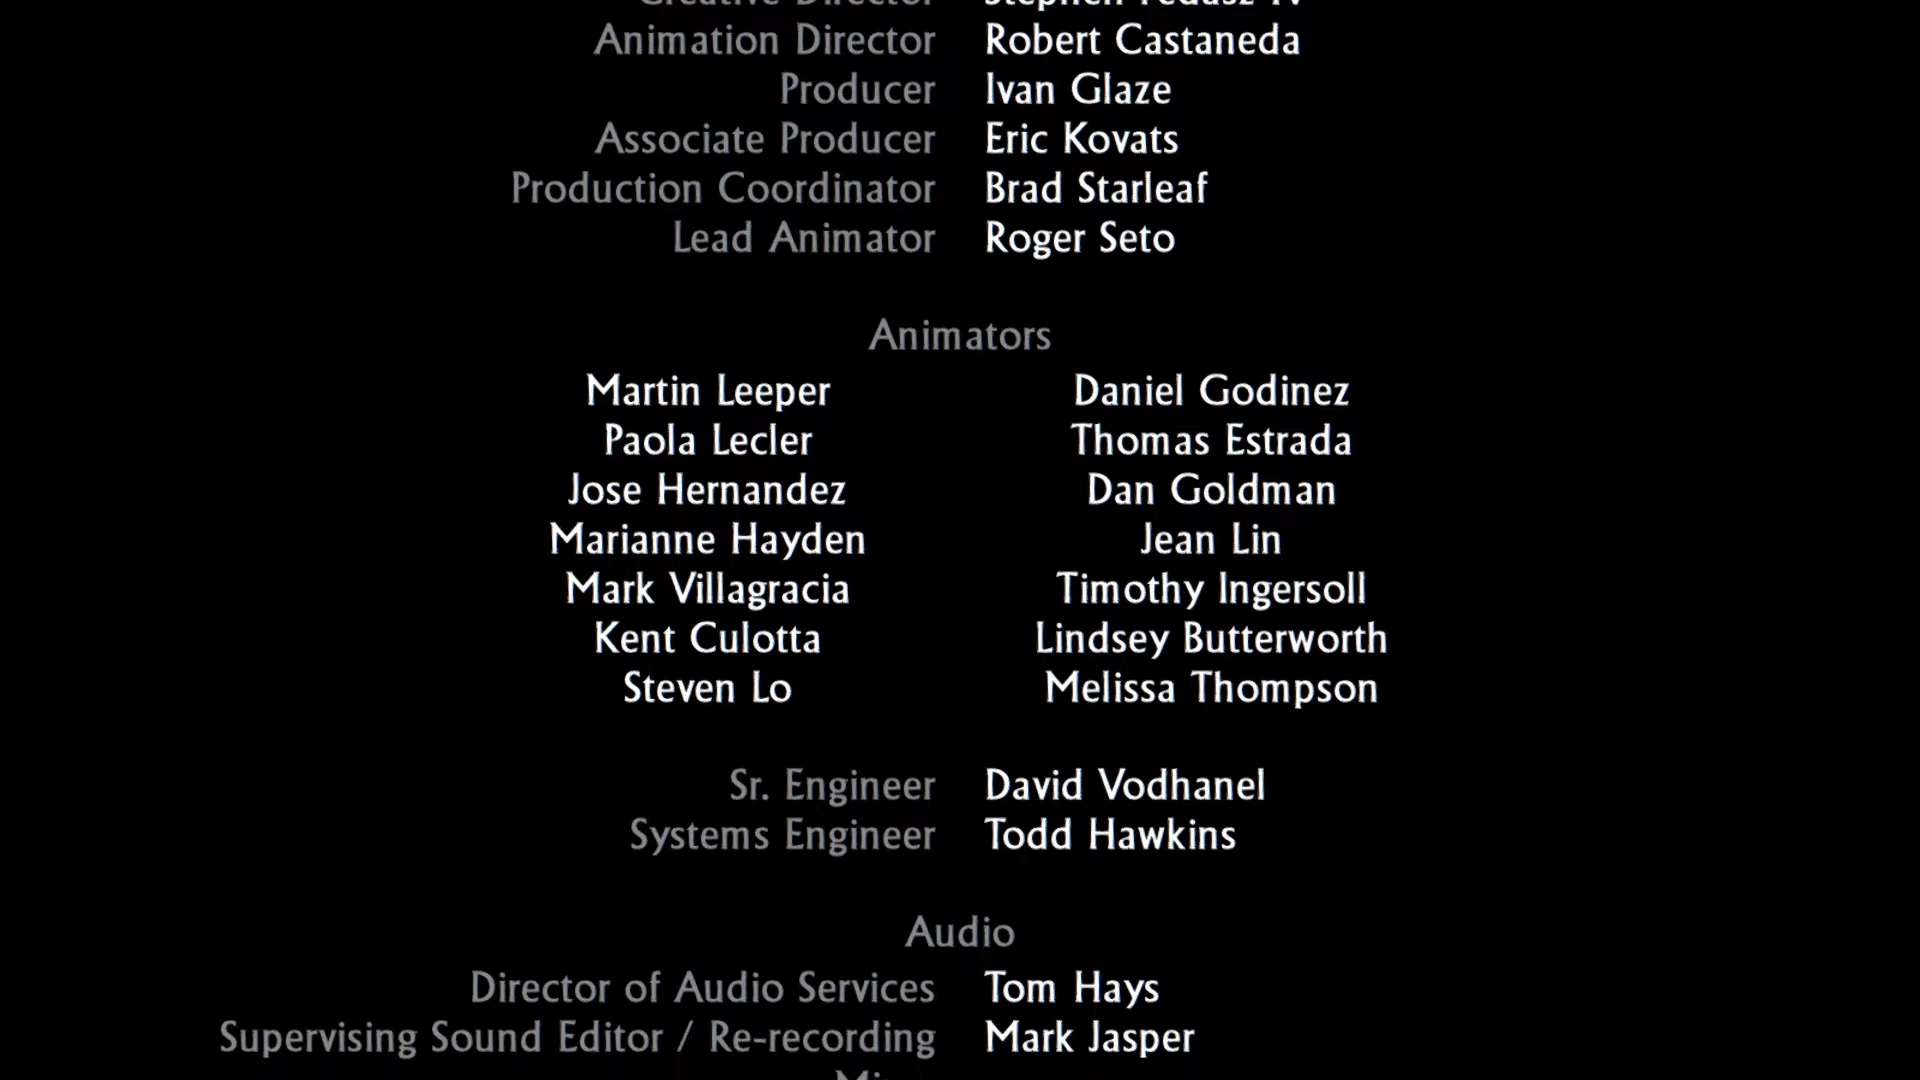 Creative Director Stephen
Animation Director Robert Castaneda
Producer Ivan Glaze
Associate Producer Eric Kovats
Production Coordinator Brad Starleaf
Lead Animator Roger Seto
Animators
Martin Leeper Daniel Godinez
Paola Lecler Thomas Estrada
Jose Hernandez Dan Goldman
Marianne Hayden Jean Lin
Mark Villagracia Timothy Ingersoll
Kent Culotta Lindsey Butterworth
Steven Lo Melissa Thompson
Sr. Engineer David Vodhanel
Systems Engineer Todd Hawkins
Audio
Director of Audio Services Tom Hays
Supervising Sound Editor / Re-recording Mark Jasper